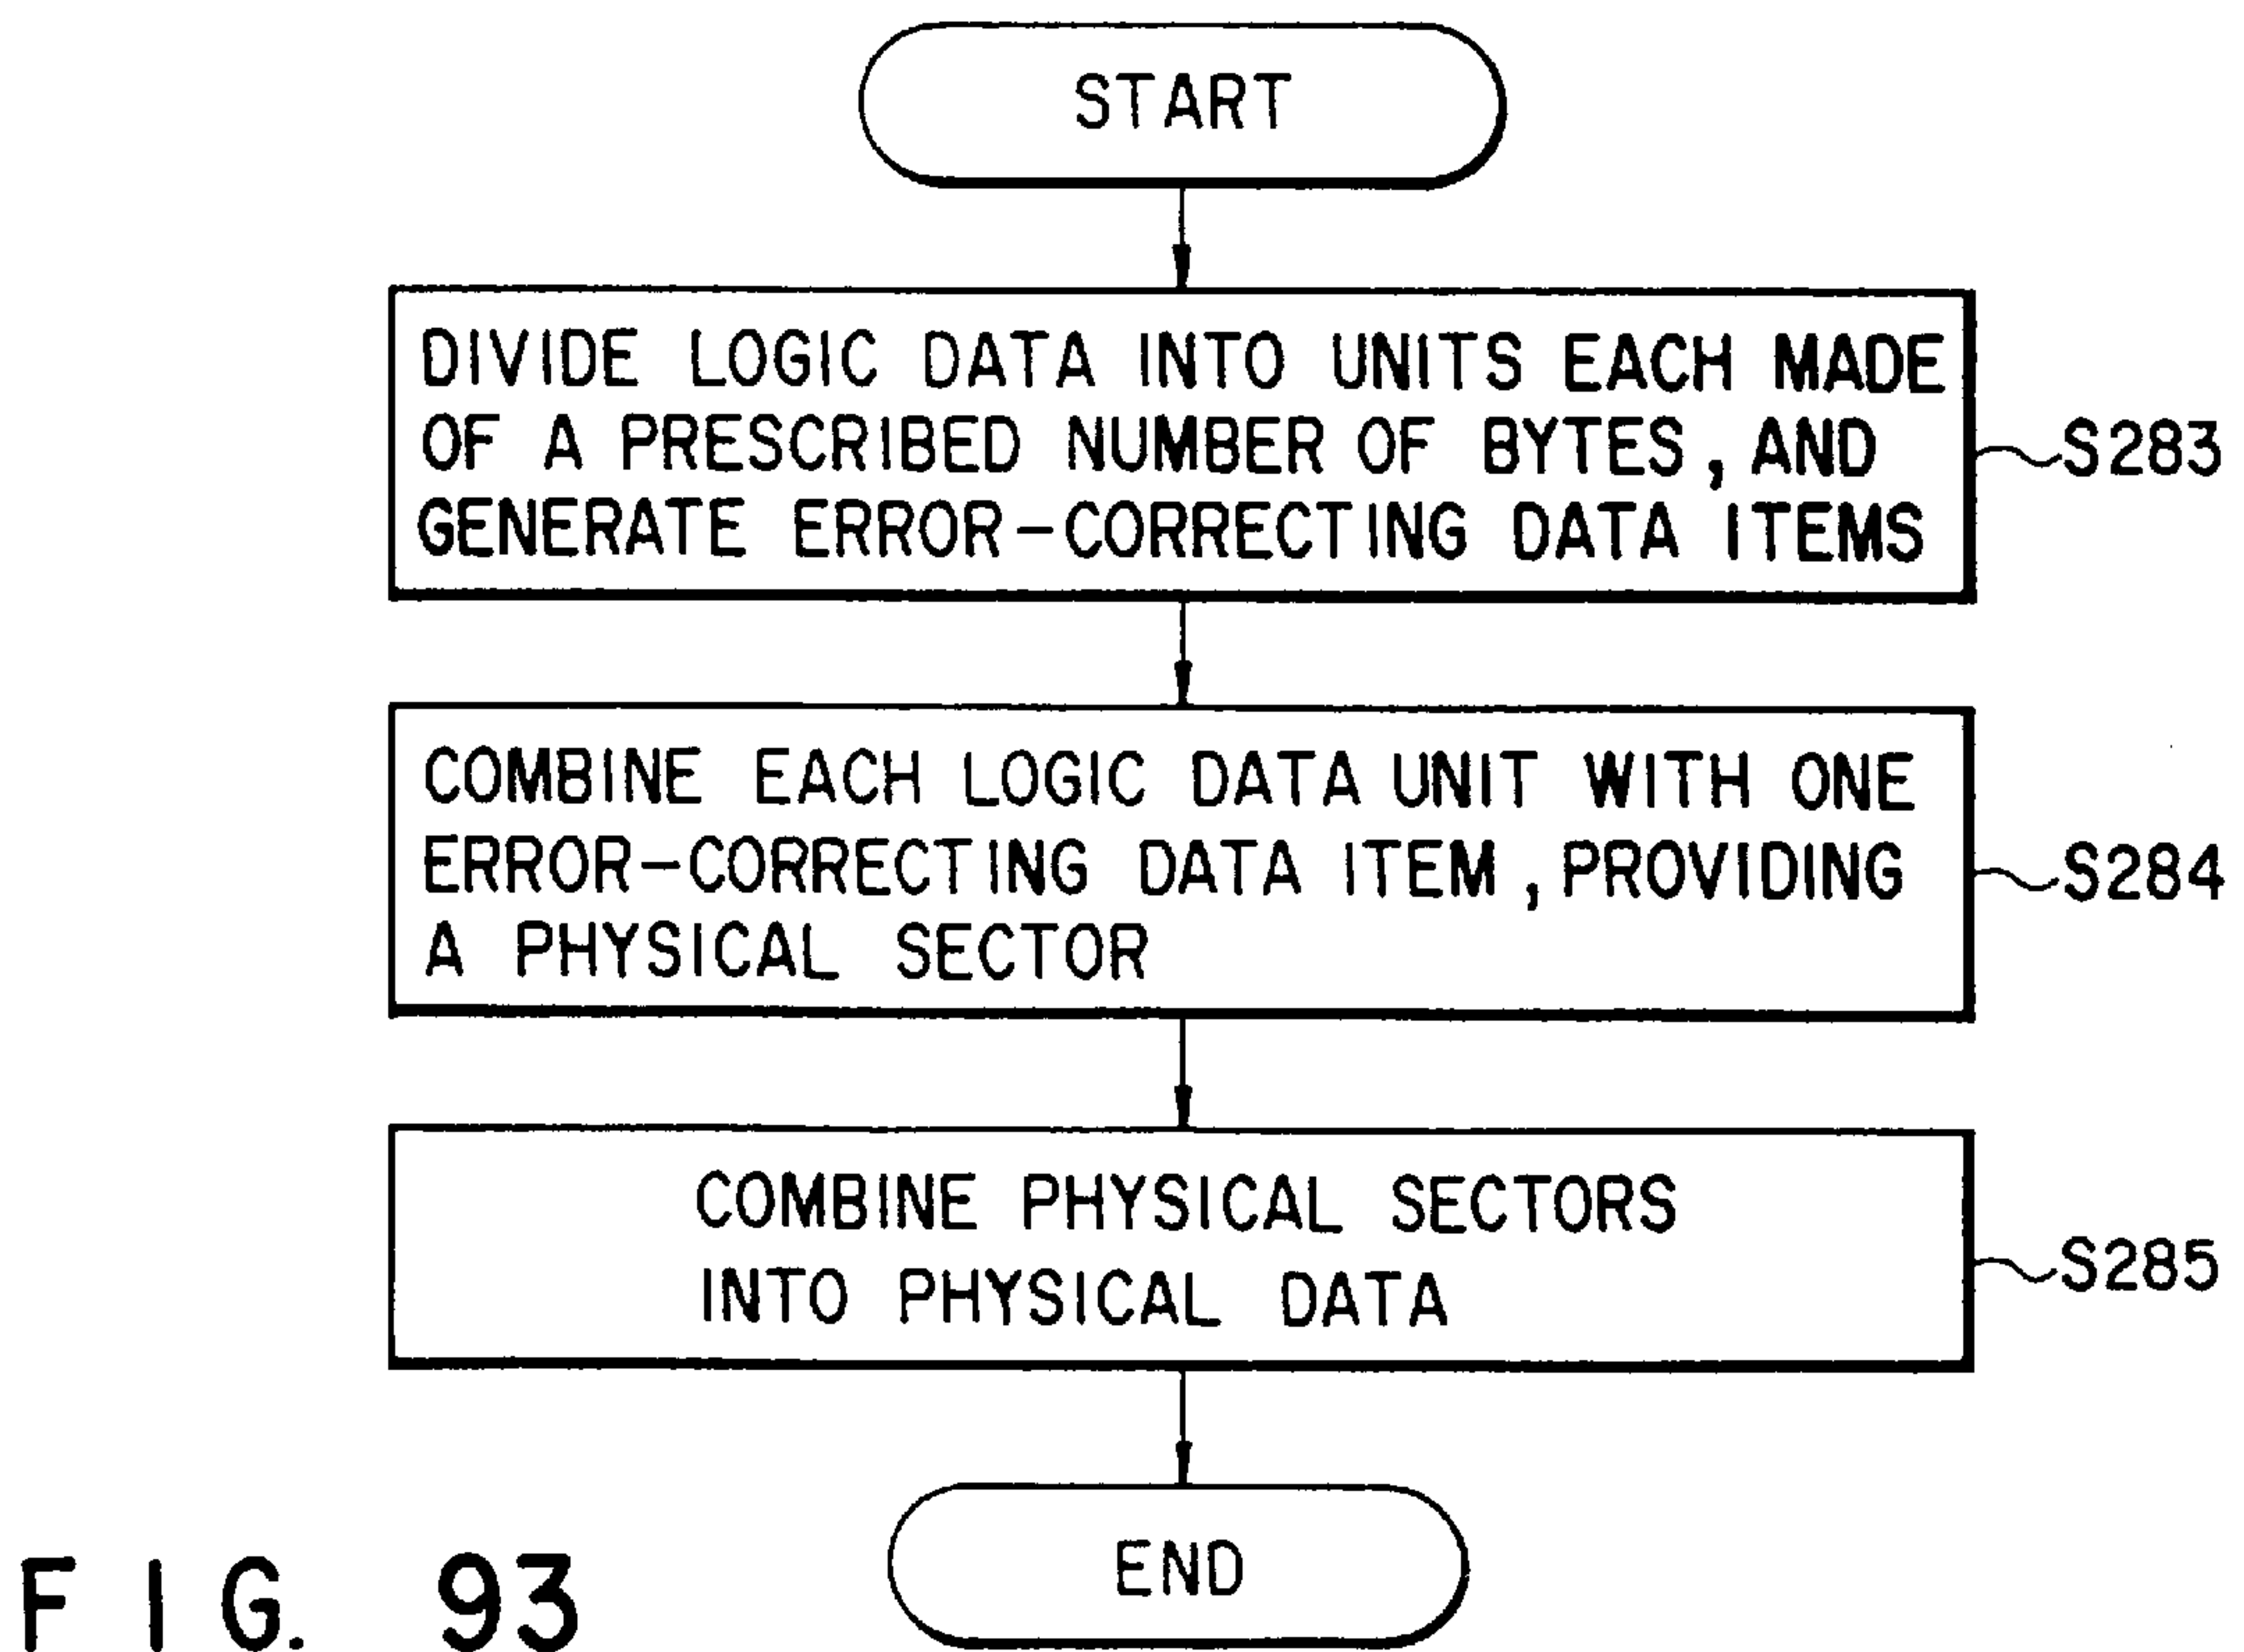 START
DIVIDE LOGIC DATA INTO UNITS EACH MADE
OF A PRESCRIBED NUMBER OF BYTES, AND
GENERATE ERROR-CORRECTING DATA ITEMS
S283
COMBINE EACH LOGIC DATA UNIT WITH ONE
ERROR-CORRECTING DATA ITEM, PROVIDING
A PHYSICAL SECTOR
S284
COMBINE PHYSICAL SECTORS
INTO PHYSICAL DATA
S285
END
FIG. 93